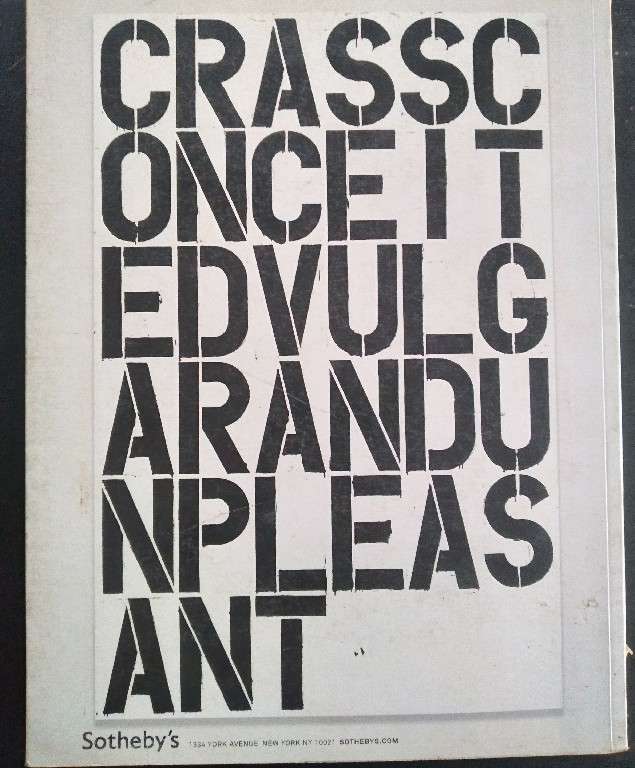 CRASSC
ONCEIT
EDVULG
ARANDU
NPLEAS
ANT
Sotheby's 1334 YORK AVENUE NEW YORK NY 10021 SOTHEBYS.COM